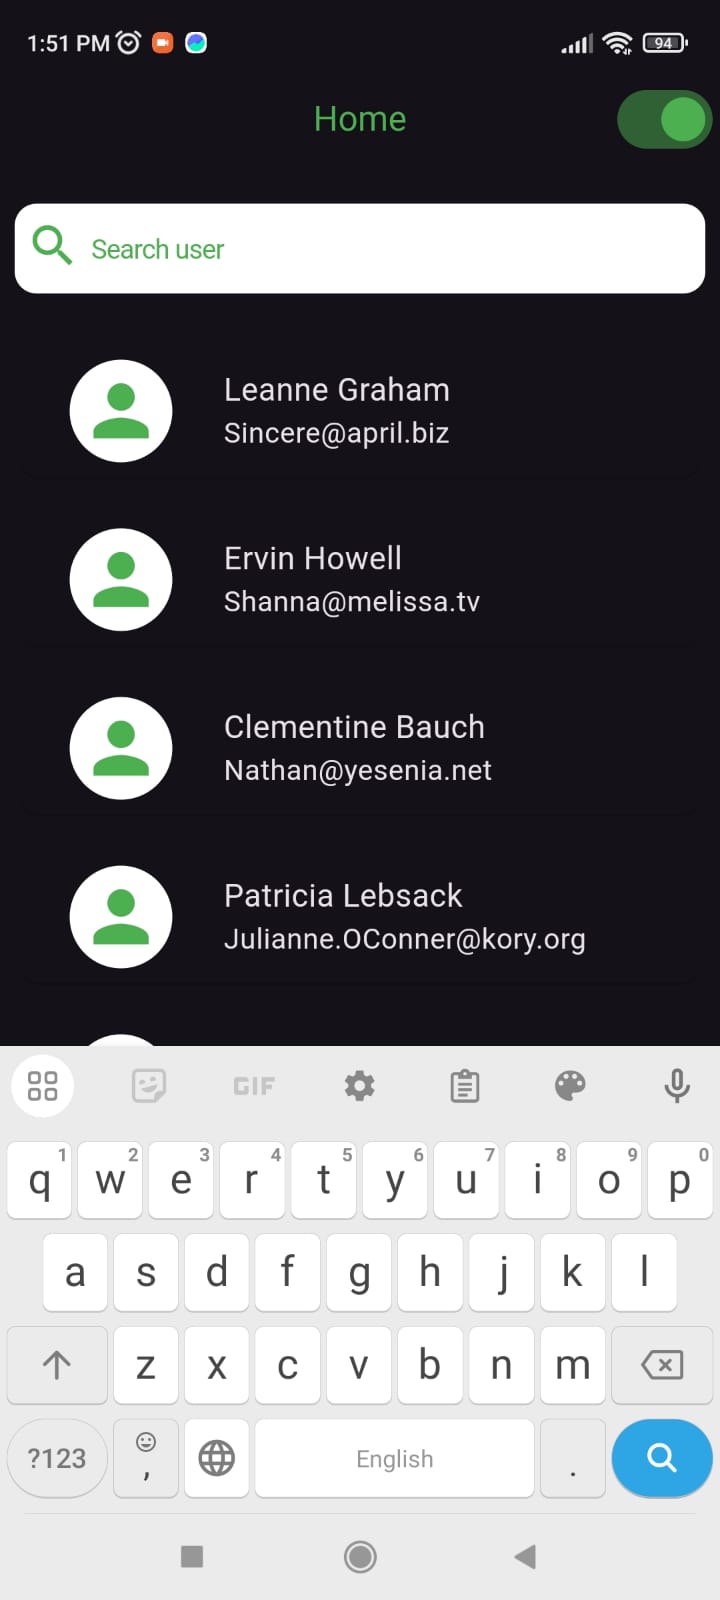 1:51 PM
94
Home
Search user
Leanne Graham
Sincere@april.biz
Ervin Howell
Shanna@melissa.tv
Clementine Bauch
Nathan@yesenia.net
Patricia Lebsack
Julianne.OConner@kory.org
GIF
1 2 3 4 5 6 7 8 9 0
q w e r t y u i o p
a s d f g h j k l
z x c v b n m
?123 , English .